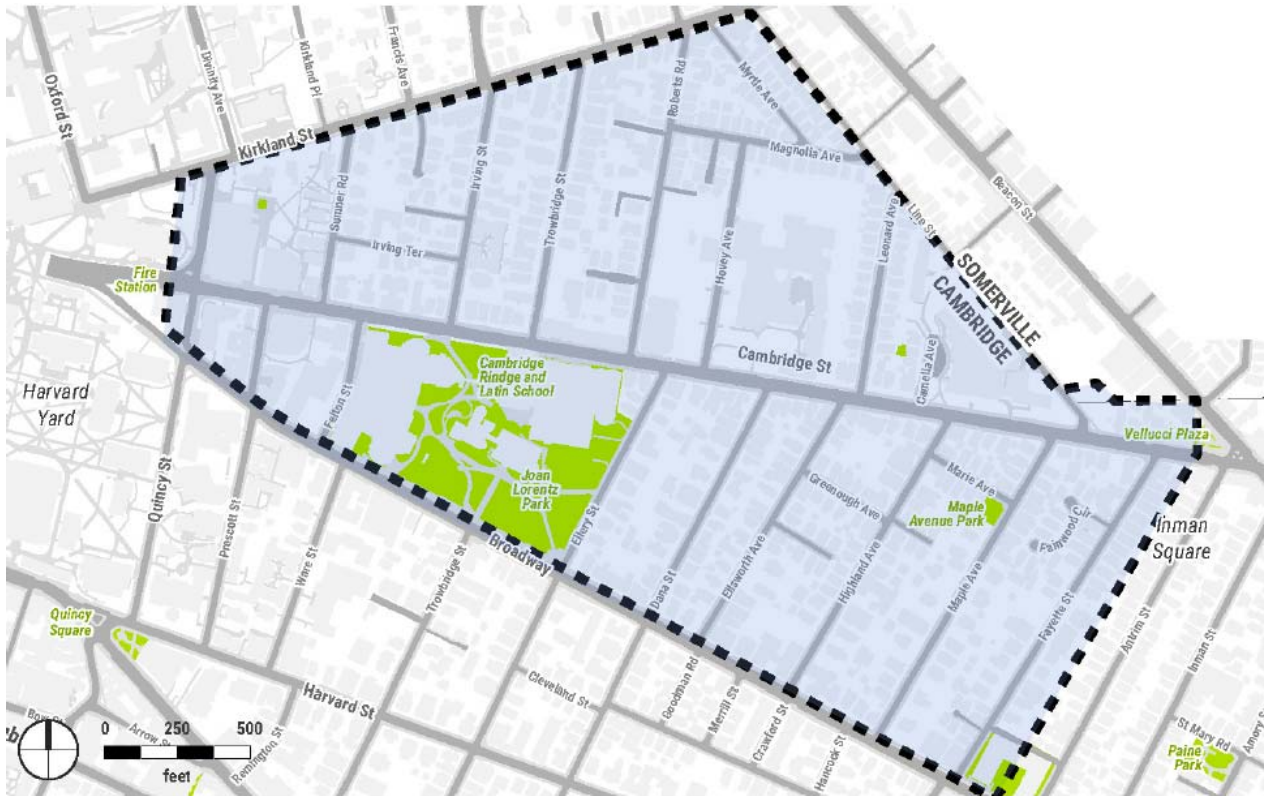 Oxford St
Divinity Ave
Kirkland Pl
Francis Ave
Kirkland St
Roberts Rd
Myrtle Ave
Magnolia Ave
Beacon St
Sumner Rd
Irving St
Trowbridge St
Irving Ter
Hovey Ave
Leonard Ave
Line St
SOMERVILLE
CAMBRIDGE
Fire
Station
Cambridge St
Camelia Ave
Vellucci Plaza
Harvard
Yard
Felton St
Cambridge
Rindge and
Latin School
Joan
Lorentz
Park
Ellery St
Quincy St
Prescott St
Ware St
Trowbridge St
Broadway
Dana St
Ellsworth Ave
Greenough Ave
Highland Ave
Marie Ave
Maple
Avenue Park
Maple Ave
Fairwood Cir
Fayette St
Inman
Square
Antrim St
Inman St
Quincy
Square
Harvard St
Cleveland St
Goodman Rd
Merrill St
Crawford St
Hancock St
St Mary Rd
Paine
Park
Arrow St
Remington St
0 250 500
feet